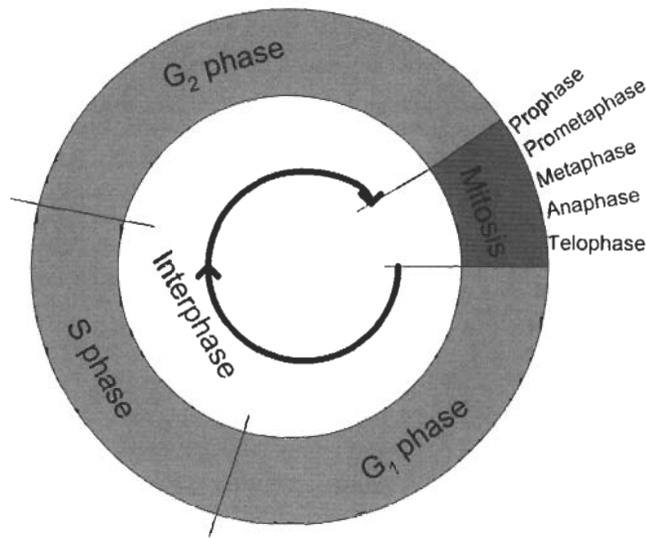 G₂ phase
Prophase
Prometaphase
Metaphase
Anaphase
Telophase
Mitosis
Interphase
S phase
G₁ phase